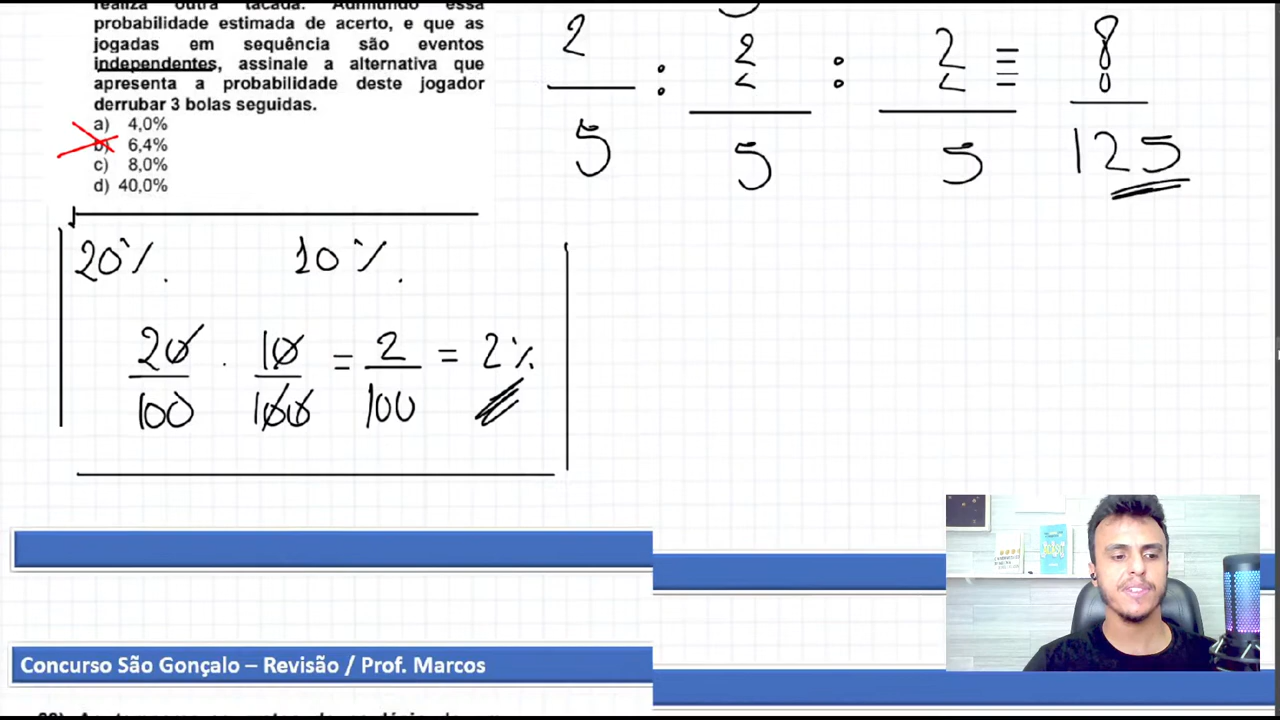 realiza outra tacada. Admitindo essa
probabilidade estimada de acerto, e que as
jogadas em sequência são eventos
independentes, assinale a alternativa que
apresenta a probabilidade deste jogador
derrubar 3 bolas seguidas.
a) 4,0%
b) 6,4%
c) 8,0%
d) 40,0%
2/5 : 2/5 : 2/5 = 8/125
20% 10%
20/100 · 10/100 = 2/100 = 2%
Concurso São Gonçalo – Revisão / Prof. Marcos